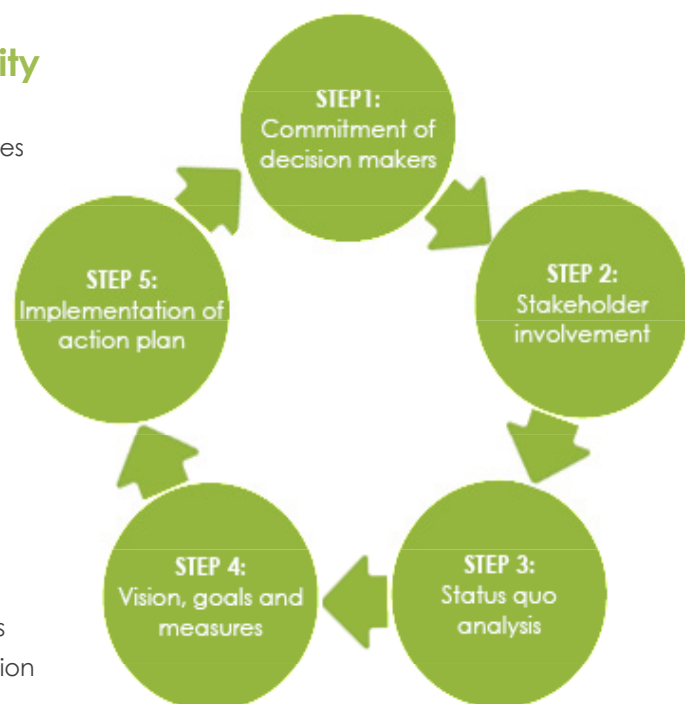 ity
es
STEP1:
Commitment of
decision makers
STEP 2:
Stakeholder
involvement
STEP 3:
Status quo
analysis
STEP 4:
Vision, goals and
measures
STEP 5:
Implementation of
action plan
s
ion